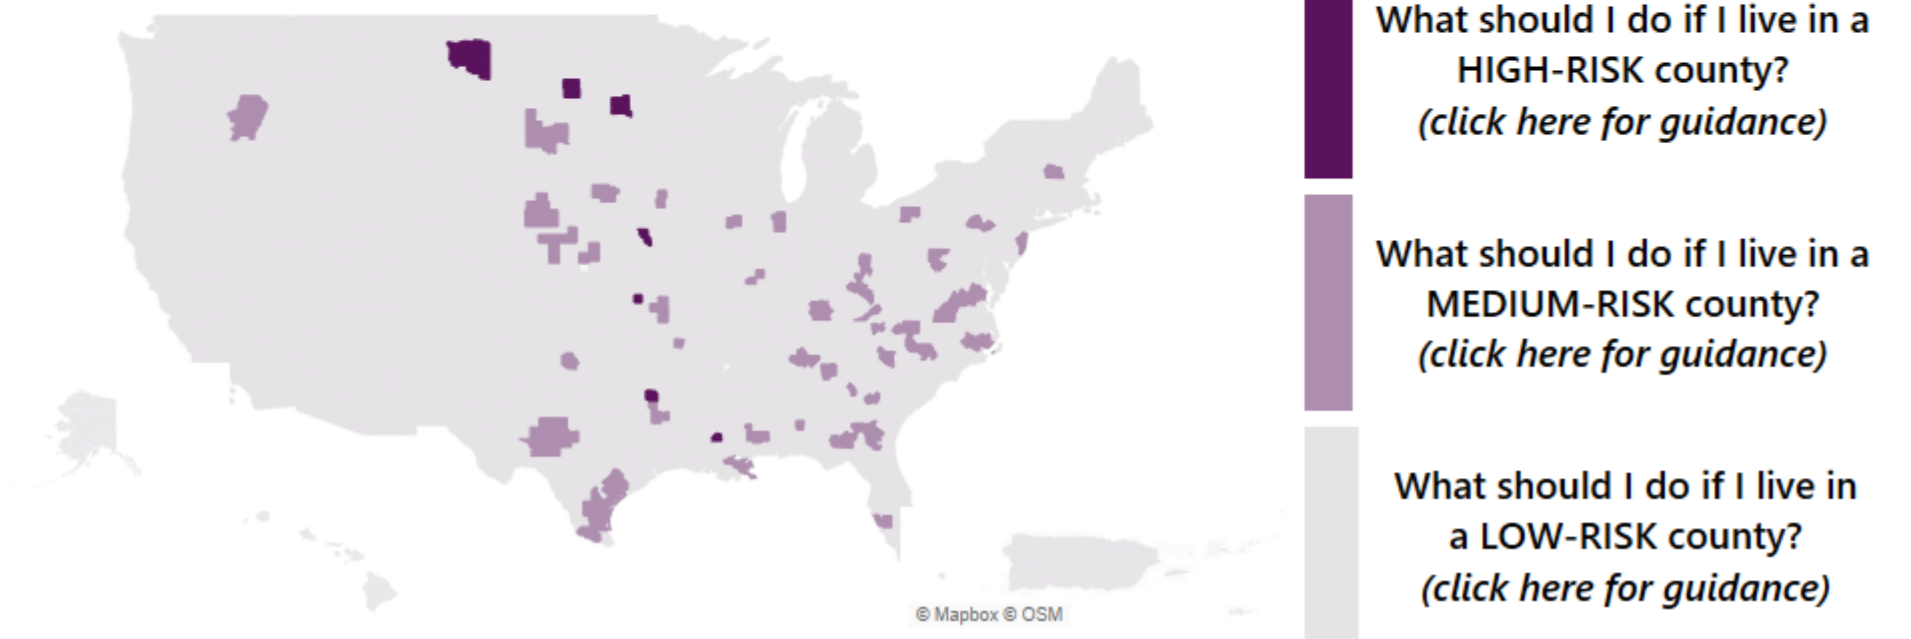 What should I do if I live in a
HIGH-RISK county?
(click here for guidance)
What should I do if I live in a
MEDIUM-RISK county?
(click here for guidance)
What should I do if I live in
a LOW-RISK county?
(click here for guidance)
© Mapbox © OSM